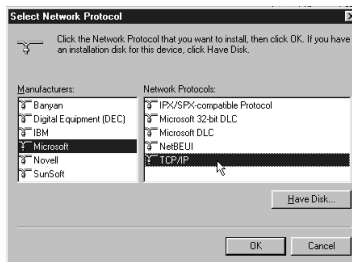 Select Network Protocol
Click the Network Protocol that you want to install, then click OK. If you have
an installation disk for this device, click Have Disk.
Manufacturers:
Banyan
Digital Equipment (DEC)
IBM
Microsoft
Novell
SunSoft
Network Protocols:
IPX/SPX-compatible Protocol
Microsoft 32-bit DLC
Microsoft DLC
NetBEUI
TCP/IP
Have Disk...
OK
Cancel